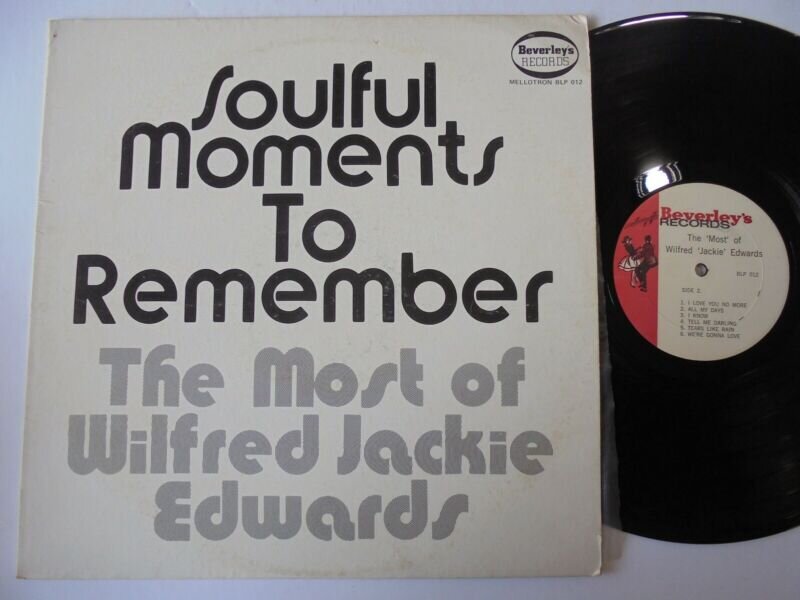 Beverley's
RECORDS
MELLOTRON BLP 012
Soulful
Moments
To
Remember
The Most of
Wilfred Jackie
Edwards
Beverley's
RECORDS
The 'Most' of
Wilfred 'Jackie' Edwards
BLP 012
SIDE 2.
1. I LOVE YOU NO MORE
2. ALL MY DAYS
3. I KNOW
4. TELL ME DARLING
5. TEARS LIKE RAIN
6. WE'RE GONNA LOVE